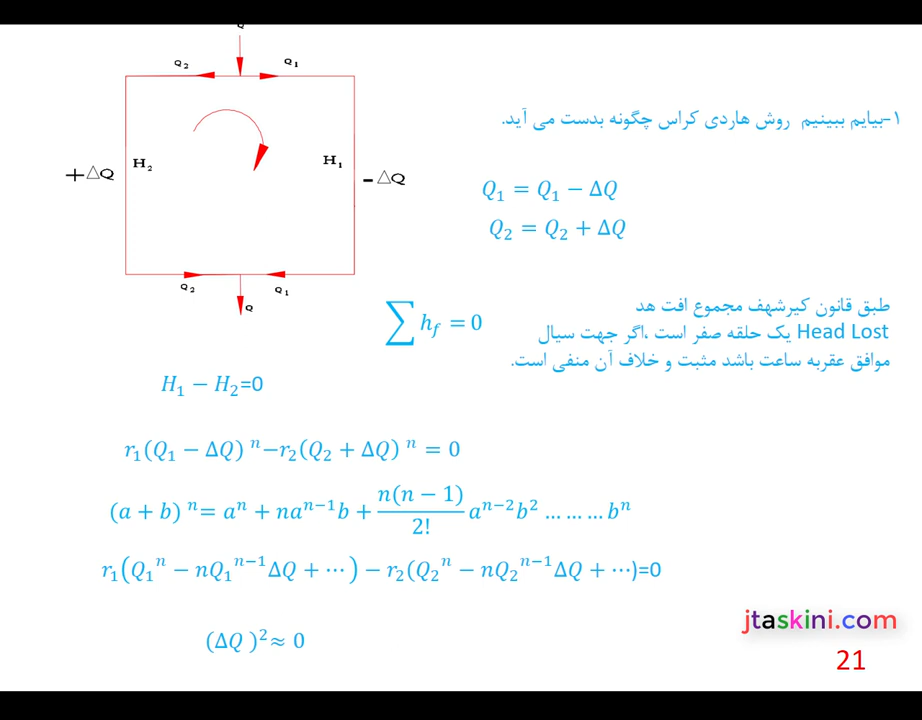 Q
Q₂ Q₁
۱-بیایم ببینیم روش هاردی کراس چگونه بدست می آید.
H₂ H₁
+△Q -△Q
Q₁ = Q₁ − ΔQ
Q₂ = Q₂ + ΔQ
Q₂ Q₁
Q
∑ h_f = 0
طبق قانون کیرشهف مجموع افت هد
Head Lost یک حلقه صفر است ،اگر جهت سیال
موافق عقربه ساعت باشد مثبت و خلاف آن منفی است.
H₁ − H₂=0
r₁(Q₁ − ΔQ)ⁿ−r₂(Q₂ + ΔQ)ⁿ = 0
(a + b)ⁿ= aⁿ + naⁿ⁻¹b + n(n − 1)/2! aⁿ⁻²b² … … … bⁿ
r₁(Q₁ⁿ − nQ₁ⁿ⁻¹ΔQ + ⋯) − r₂(Q₂ⁿ − nQ₂ⁿ⁻¹ΔQ + ⋯)=0
(ΔQ)²≈ 0
jtaskini.com
21